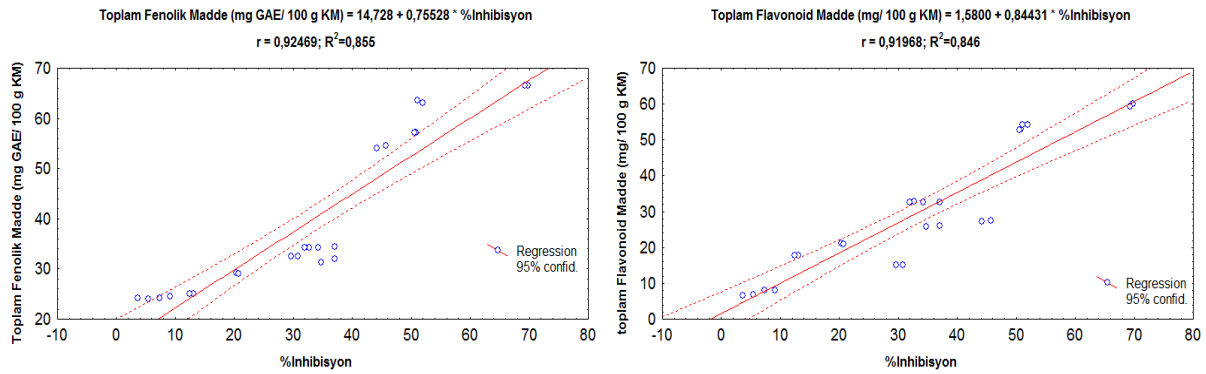 Toplam Fenolik Madde (mg GAE/ 100 g KM) = 14,728 + 0,75528 * %Inhibisyon
r = 0,92469; R2=0,855
Toplam Fenolik Madde (mg GAE/ 100 g KM)
70
60
50
40
30
20
-10 0 10 20 30 40 50 60 70 80
%Inhibisyon
Regression
95% confid.
Toplam Flavonoid Madde (mg/ 100 g KM) = 1,5800 + 0,84431 * %Inhibisyon
r = 0,91968; R2=0,846
toplam Flavonoid Madde (mg/ 100 g KM)
70
60
50
40
30
20
10
0
-10 0 10 20 30 40 50 60 70 80
%Inhibisyon
Regression
95% confid.